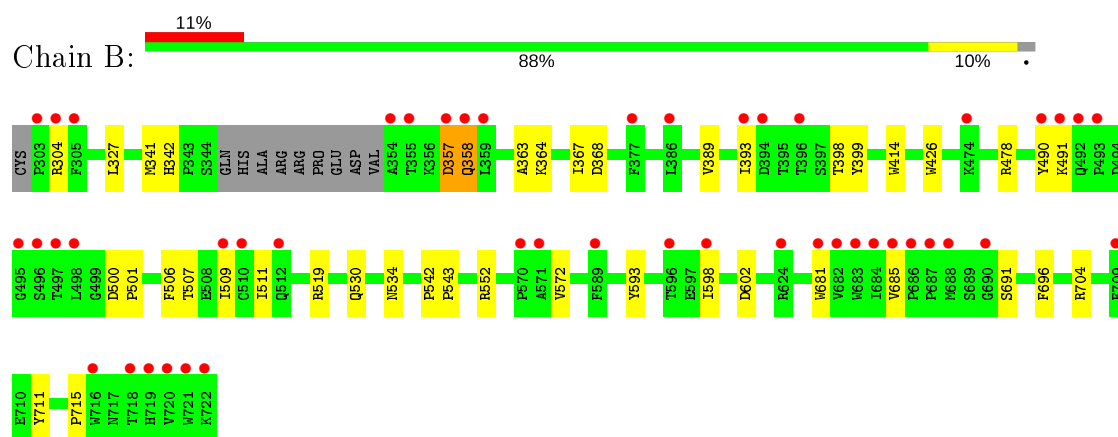 11%
Chain B:
88% 10% •
CYS P303 R304 F305 L327 M341 H342 P343 S344 GLN HIS ALA ARG ARG PRO GLU ASP VAL A354 T355 K356 D357 Q358 L359 A363 K364 I367 D368 F377 L386 V389 I393 D394 T395 T396 S397 T398 Y399 W414 W426 K474 R478 Y490 K491 Q492 P493 D494
G495 S496 T497 L498 G499 D500 P501 F506 T507 E508 I509 C510 I511 Q512 R519 Q530 N534 P542 P543 R552 P570 A571 V572 F589 Y593 T596 E597 I598 D602 R624 W681 V682 W683 I684 V685 P686 P687 M688 S689 G690 S691 F696 R704 E709
E710 Y711 P715 W716 N717 T718 H719 V720 W721 K722